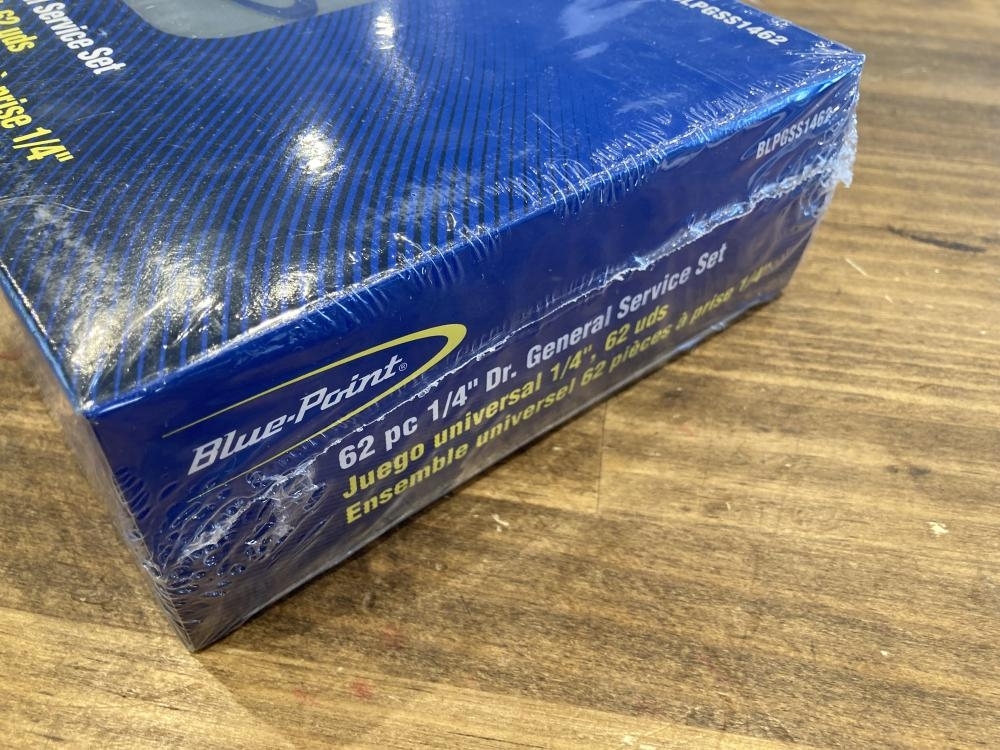 Service Set
62 uds
prise 1/4"
BLPGSS1462
BLPGSS1462
Blue-Point®
62 pc 1/4" Dr. General Service Set
Juego universal 1/4", 62 uds
Ensemble universel 62 pièces à prise 1/4"